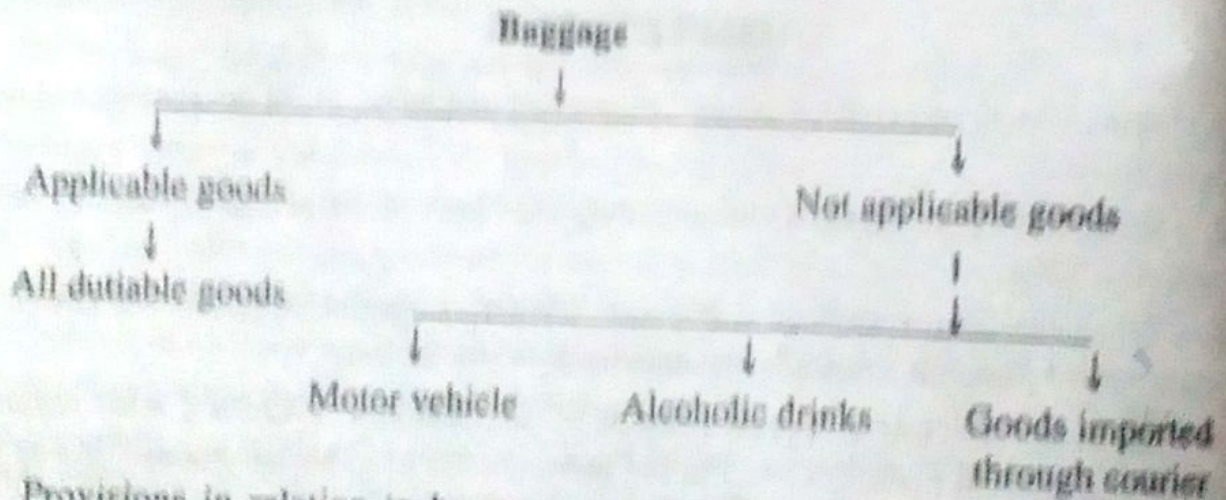 Baggage
Applicable goods
Not applicable goods
All dutiable goods
Motor vehicle
Alcoholic drinks
Goods imported
through courier
Provisions in relation to